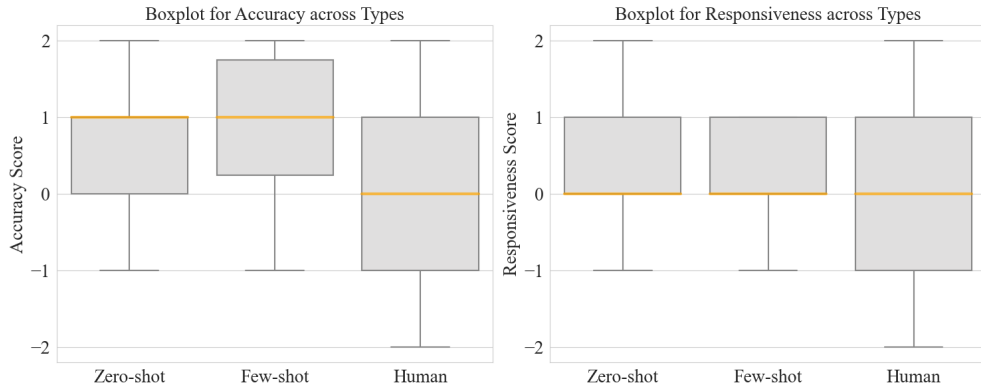 Boxplot for Accuracy across Types
Accuracy Score
2
1
0
−1
−2
Zero-shot Few-shot Human
Boxplot for Responsiveness across Types
Responsiveness Score
2
1
0
−1
−2
Zero-shot Few-shot Human